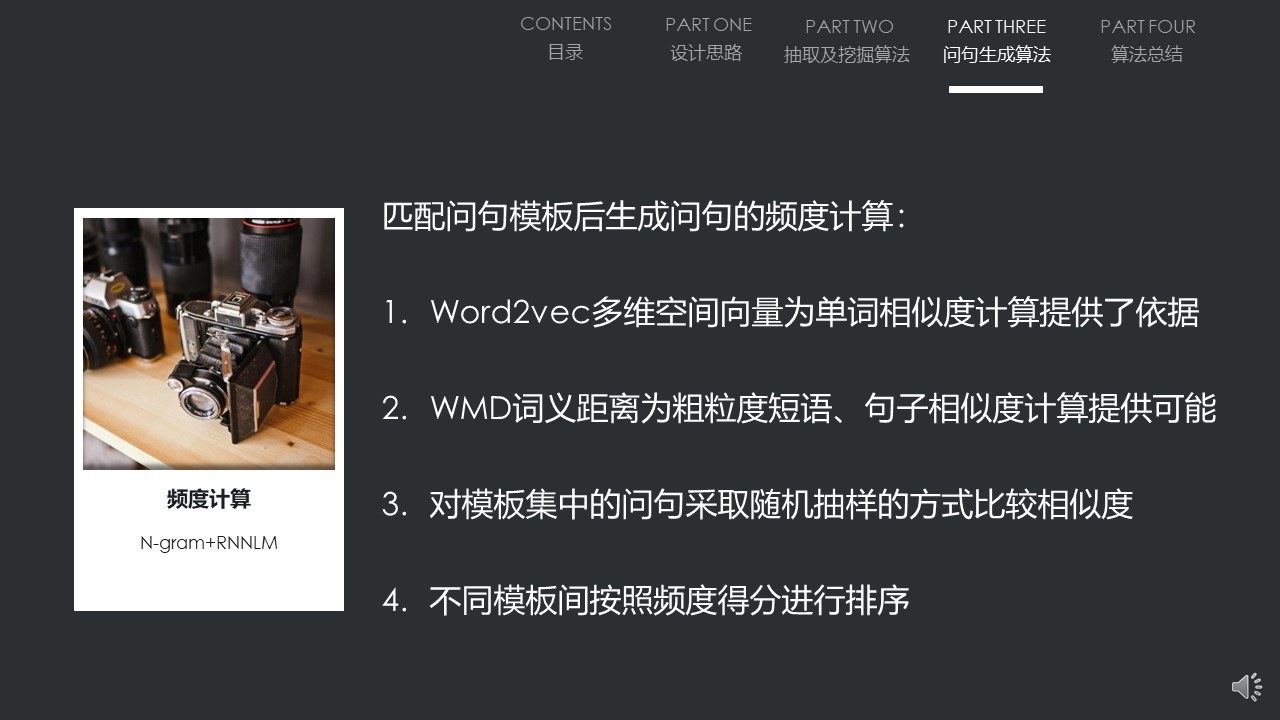 CONTENTS
目录
PART ONE
设计思路
PART TWO
抽取及挖掘算法
PART THREE
问句生成算法
PART FOUR
算法总结
匹配问句模板后生成问句的频度计算：
1. Word2vec多维空间向量为单词相似度计算提供了依据
2. WMD词义距离为粗粒度短语、句子相似度计算提供可能
3. 对模板集中的问句采取随机抽样的方式比较相似度
4. 不同模板间按照频度得分进行排序
频度计算
N-gram+RNNLM